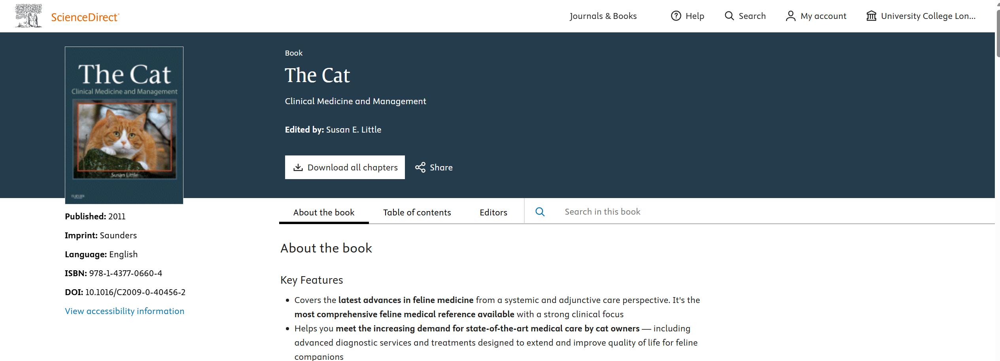 ScienceDirect
Journals & Books
Help
Search
My account
University College Lon...
The Cat
Clinical Medicine and Management
Susan Little
ELSEVIER
Book
The Cat
Clinical Medicine and Management
Edited by: Susan E. Little
Download all chapters
Share
Published: 2011
Imprint: Saunders
Language: English
ISBN: 978-1-4377-0660-4
DOI: 10.1016/C2009-0-40456-2
View accessibility information
About the book
Table of contents
Editors
Search in this book
About the book
Key Features
• Covers the latest advances in feline medicine from a systemic and adjunctive care perspective. It's the
most comprehensive feline medical reference available with a strong clinical focus
• Helps you meet the increasing demand for state-of-the-art medical care by cat owners — including
advanced diagnostic services and treatments designed to extend and improve quality of life for feline
companions